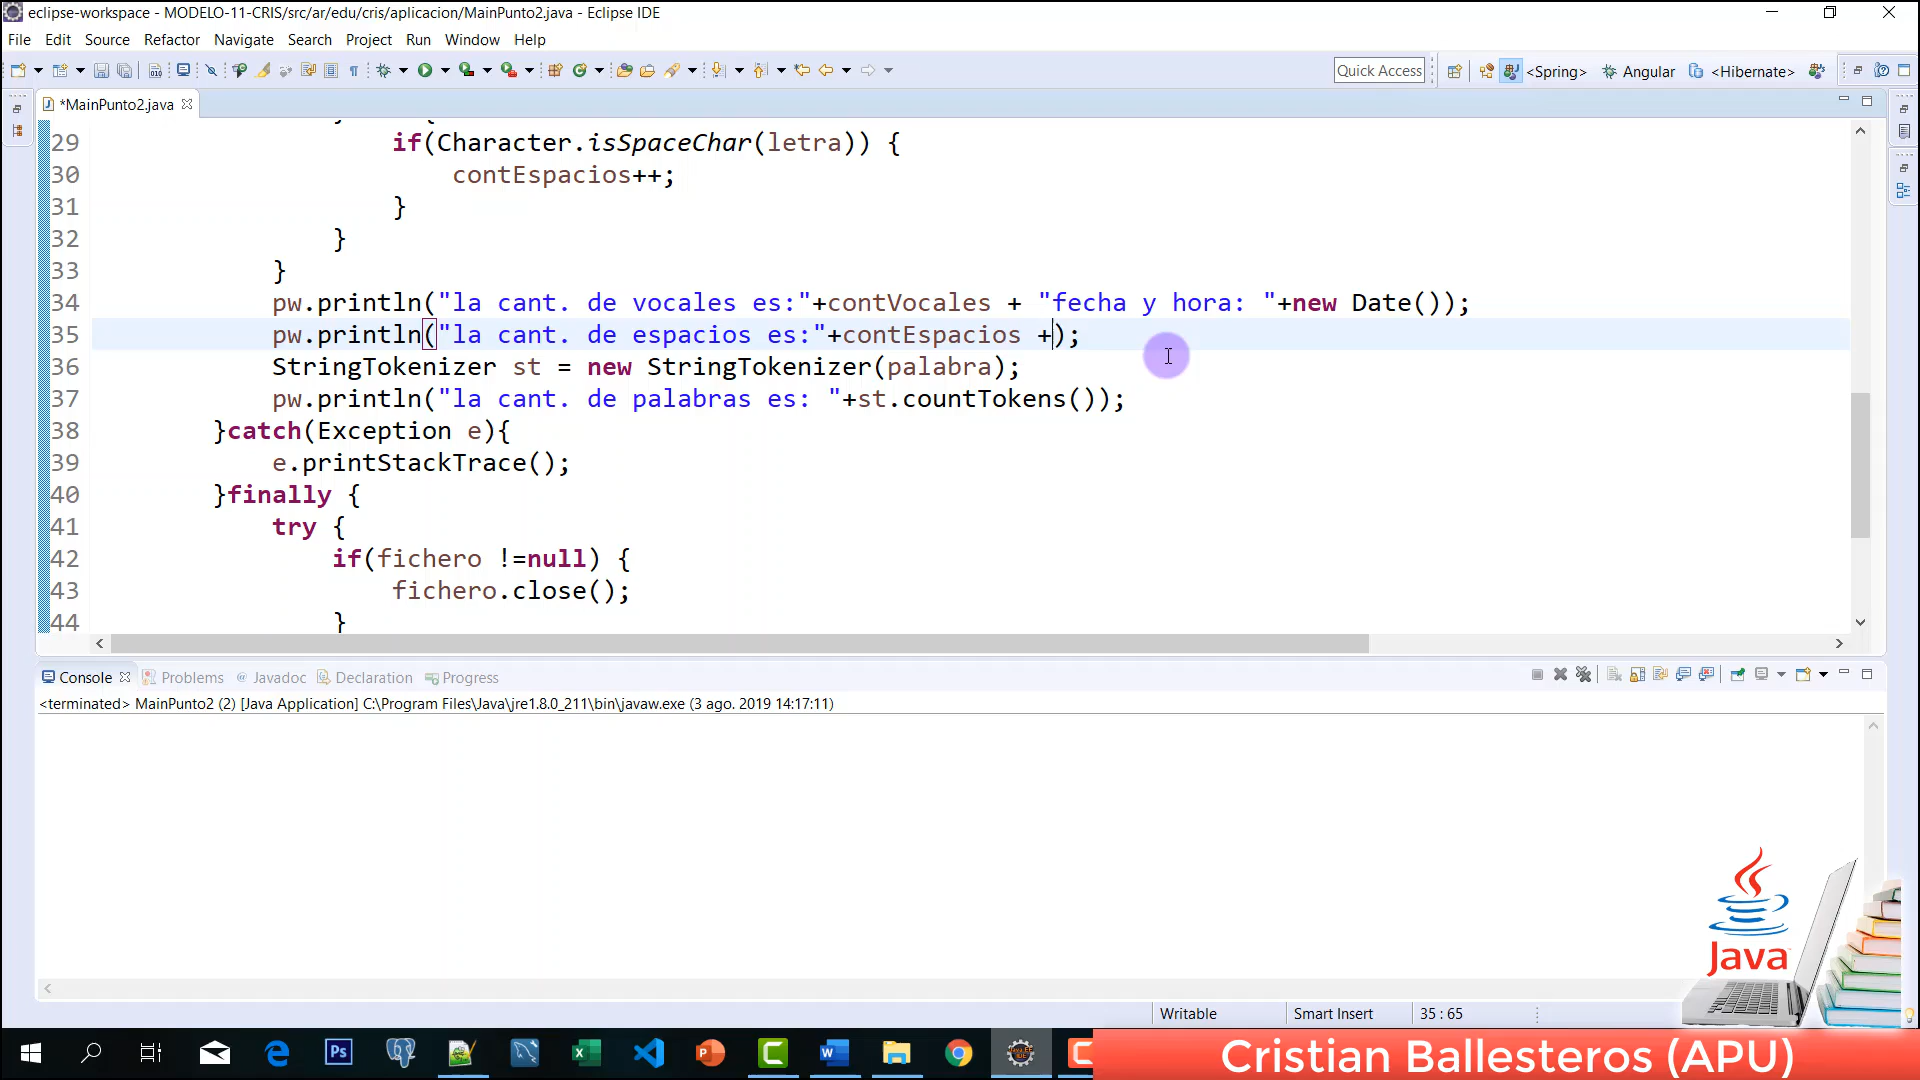 eclipse-workspace - MODELO-11-CRIS/src/ar/edu/cris/aplicacion/MainPunto2.java - Eclipse IDE
File Edit Source Refactor Navigate Search Project Run Window Help
Quick Access <Spring> Angular <Hibernate>
*MainPunto2.java
29 if(Character.isSpaceChar(letra)) {
30 contEspacios++;
31 }
32 }
33 }
34 pw.println("la cant. de vocales es:"+contVocales + "fecha y hora: "+new Date());
35 pw.println("la cant. de espacios es:"+contEspacios +);
36 StringTokenizer st = new StringTokenizer(palabra);
37 pw.println("la cant. de palabras es: "+st.countTokens());
38 }catch(Exception e){
39 e.printStackTrace();
40 }finally {
41 try {
42 if(fichero !=null) {
43 fichero.close();
44 }
Console Problems @ Javadoc Declaration Progress
<terminated> MainPunto2 (2) [Java Application] C:\Program Files\Java\jre1.8.0_211\bin\javaw.exe (3 ago. 2019 14:17:11)
Java
Writable Smart Insert 35 : 65
Cristian Ballesteros (APU)